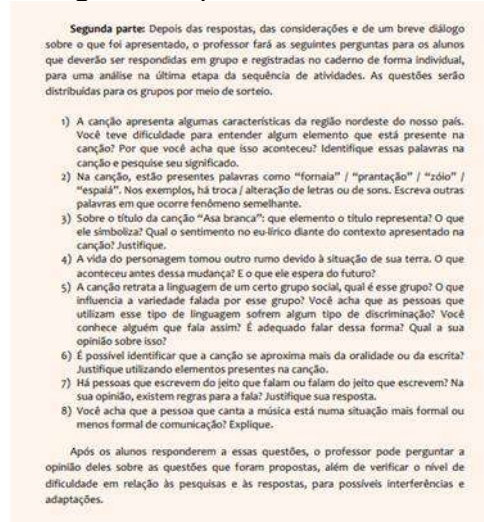 Segunda parte: Depois das respostas, das considerações e de um breve diálogo
sobre o que foi apresentado, o professor fará as seguintes perguntas para os alunos
que deverão ser respondidas em grupo e registradas no caderno de forma individual,
para uma análise na última etapa da sequência de atividades. As questões serão
distribuídas para os grupos por meio de sorteio.
1) A canção apresenta algumas características da região nordeste do nosso país.
Você teve dificuldade para entender algum elemento que está presente na
canção? Por que você acha que isso aconteceu? Identifique essas palavras na
canção e pesquise seu significado.
2) Na canção, estão presentes palavras como “fornaia” / “prantação” / “zóio” /
“espaiá”. Nos exemplos, há troca / alteração de letras ou de sons. Escreva outras
palavras em que ocorre fenômeno semelhante.
3) Sobre o título da canção “Asa branca”: que elemento o título representa? O que
ele simboliza? Qual o sentimento no eu-lírico diante do contexto apresentado na
canção? Justifique.
4) A vida do personagem tomou outro rumo devido à situação de sua terra. O que
aconteceu antes dessa mudança? E o que ele espera do futuro?
5) A canção retrata a linguagem de um certo grupo social, qual é esse grupo? O que
influencia a variedade falada por esse grupo? Você acha que as pessoas que
utilizam esse tipo de linguagem sofrem algum tipo de discriminação? Você
conhece alguém que fala assim? É adequado falar dessa forma? Qual a sua
opinião sobre isso?
6) É possível identificar que a canção se aproxima mais da oralidade ou da escrita?
Justifique utilizando elementos presentes na canção.
7) Há pessoas que escrevem do jeito que falam ou falam do jeito que escrevem? Na
sua opinião, existem regras para a fala? Justifique sua resposta.
8) Você acha que a pessoa que canta a música está numa situação mais formal ou
menos formal de comunicação? Explique.
Após os alunos responderem a essas questões, o professor pode perguntar a
opinião deles sobre as questões que foram propostas, além de verificar o nível de
dificuldade em relação às pesquisas e às respostas, para possíveis interferências e
adaptações.